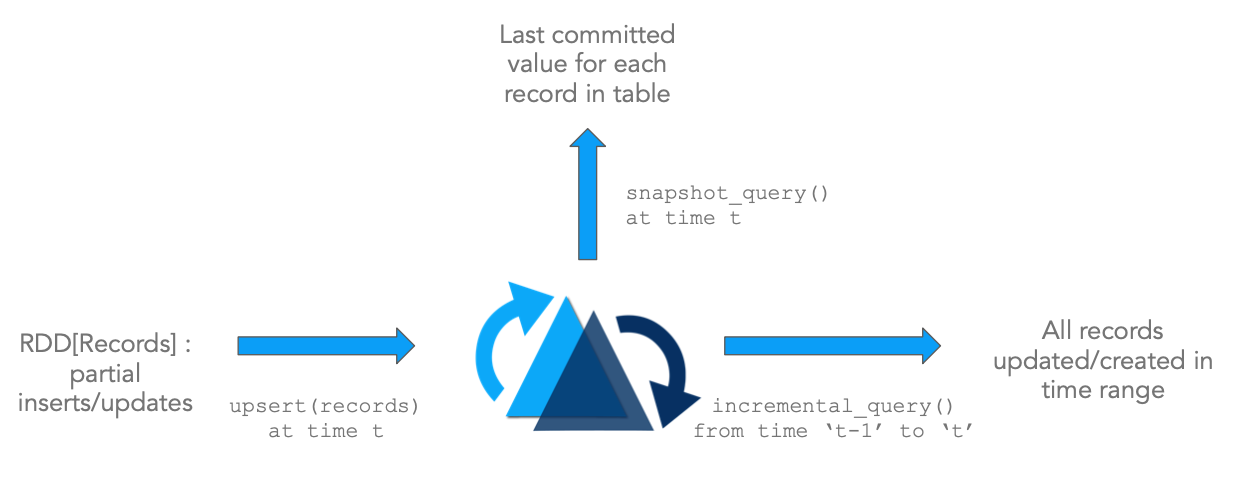 Last committed
value for each
record in table
snapshot_query()
at time t
RDD[Records] :
partial
inserts/updates
upsert(records)
at time t
incremental_query()
from time ‘t-1’ to ‘t’
All records
updated/created in
time range